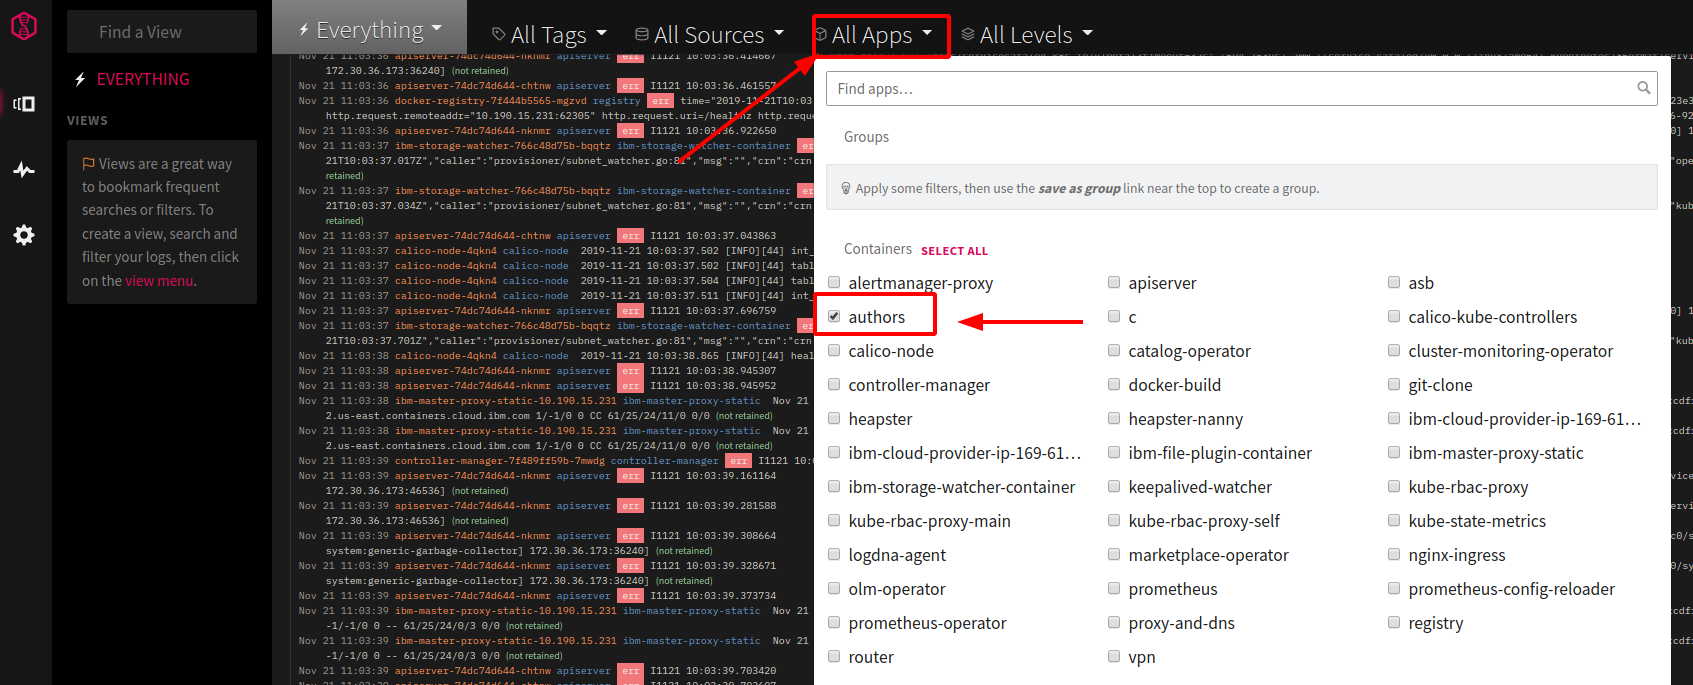 Find a View
EVERYTHING
VIEWS
Views are a great way
to bookmark frequent
searches or filters. To
create a view, search and
filter your logs, then click
on the view menu.
Everything
All Tags
All Sources
All Apps
All Levels
Nov 21 11:03:36 apiserver-74dc74d644-nknmr apiserver err I1121 10:03:36.414667
172.30.36.173:36240] (not retained)
Nov 21 11:03:36 apiserver-74dc74d644-chtnw apiserver err I1121 10:03:36.461557
Nov 21 11:03:36 docker-registry-7f444b5565-mgzvd registry err time="2019-11-21T10:03
http.request.remoteaddr="10.190.15.231:62305" http.request.uri=/healthz http.reque
Nov 21 11:03:36 apiserver-74dc74d644-nknmr apiserver err I1121 10:03:36.922650
Nov 21 11:03:37 ibm-storage-watcher-766c48d75b-bqqtz ibm-storage-watcher-container er
21T10:03:37.017Z","caller":"provisioner/subnet_watcher.go:81","msg":"","crn":"crn
retained)
Nov 21 11:03:37 ibm-storage-watcher-766c48d75b-bqqtz ibm-storage-watcher-container er
21T10:03:37.034Z","caller":"provisioner/subnet_watcher.go:81","msg":"","crn":"crn
retained)
Nov 21 11:03:37 apiserver-74dc74d644-chtnw apiserver err I1121 10:03:37.043863
Nov 21 11:03:37 calico-node-4qkn4 calico-node 2019-11-21 10:03:37.502 [INFO][44] int_
Nov 21 11:03:37 calico-node-4qkn4 calico-node 2019-11-21 10:03:37.502 [INFO][44] tabl
Nov 21 11:03:37 calico-node-4qkn4 calico-node 2019-11-21 10:03:37.504 [INFO][44] tabl
Nov 21 11:03:37 calico-node-4qkn4 calico-node 2019-11-21 10:03:37.511 [INFO][44] int_
Nov 21 11:03:37 apiserver-74dc74d644-nknmr apiserver err I1121 10:03:37.696759
Nov 21 11:03:37 ibm-storage-watcher-766c48d75b-bqqtz ibm-storage-watcher-container er
21T10:03:37.701Z","caller":"provisioner/subnet_watcher.go:81","msg":"","crn":"crn
Nov 21 11:03:38 calico-node-4qkn4 calico-node 2019-11-21 10:03:38.865 [INFO][44] heal
Nov 21 11:03:38 apiserver-74dc74d644-nknmr apiserver err I1121 10:03:38.945307
Nov 21 11:03:38 apiserver-74dc74d644-nknmr apiserver err I1121 10:03:38.945952
Nov 21 11:03:38 ibm-master-proxy-static-10.190.15.231 ibm-master-proxy-static Nov 21
2.us-east.containers.cloud.ibm.com 1/-1/0 0 CC 61/25/24/11/0 0/0 (not retained)
Nov 21 11:03:38 ibm-master-proxy-static-10.190.15.231 ibm-master-proxy-static Nov 21
2.us-east.containers.cloud.ibm.com 1/-1/0 0 CC 61/25/24/11/0 0/0 (not retained)
Nov 21 11:03:39 controller-manager-7f489ff59b-7mwdg controller-manager err I1121 10:
Nov 21 11:03:39 apiserver-74dc74d644-nknmr apiserver err I1121 10:03:39.161164
172.30.36.173:46536] (not retained)
Nov 21 11:03:39 apiserver-74dc74d644-nknmr apiserver err I1121 10:03:39.281588
172.30.36.173:46536] (not retained)
Nov 21 11:03:39 apiserver-74dc74d644-nknmr apiserver err I1121 10:03:39.308664
system:generic-garbage-collector] 172.30.36.173:36240] (not retained)
Nov 21 11:03:39 apiserver-74dc74d644-nknmr apiserver err I1121 10:03:39.328671
system:generic-garbage-collector] 172.30.36.173:36240] (not retained)
Nov 21 11:03:39 apiserver-74dc74d644-nknmr apiserver err I1121 10:03:39.373734
Nov 21 11:03:39 ibm-master-proxy-static-10.190.15.231 ibm-master-proxy-static Nov 21
-1/-1/0 0 -- 61/25/24/0/3 0/0 (not retained)
Nov 21 11:03:39 ibm-master-proxy-static-10.190.15.231 ibm-master-proxy-static Nov 21
-1/-1/0 0 -- 61/25/24/0/3 0/0 (not retained)
Nov 21 11:03:39 apiserver-74dc74d644-chtnw apiserver err I1121 10:03:39.703420
Find apps...
Groups
Apply some filters, then use the save as group link near the top to create a group.
Containers SELECT ALL
alertmanager-proxy apiserver asb
authors c calico-kube-controllers
calico-node catalog-operator cluster-monitoring-operator
controller-manager docker-build git-clone
heapster heapster-nanny ibm-cloud-provider-ip-169-61...
ibm-cloud-provider-ip-169-61... ibm-file-plugin-container ibm-master-proxy-static
ibm-storage-watcher-container keepalived-watcher kube-rbac-proxy
kube-rbac-proxy-main kube-rbac-proxy-self kube-state-metrics
logdna-agent marketplace-operator nginx-ingress
olm-operator prometheus prometheus-config-reloader
prometheus-operator proxy-and-dns registry
router vpn